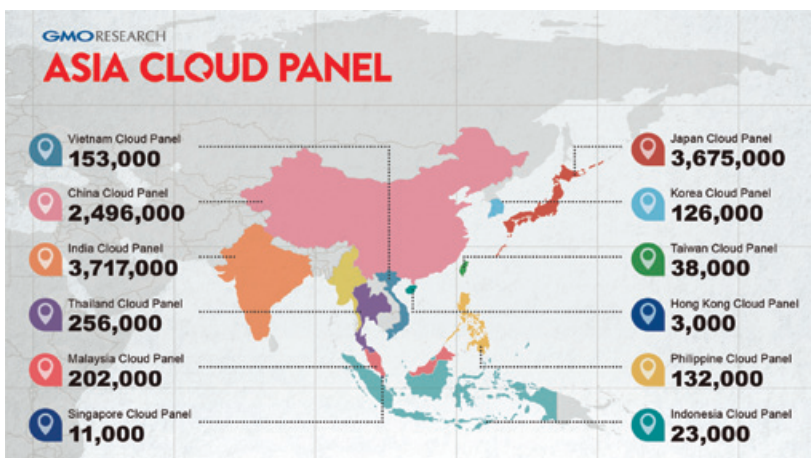 GMO RESEARCH
ASIA CLOUD PANEL
Vietnam Cloud Panel
153,000
China Cloud Panel
2,496,000
India Cloud Panel
3,717,000
Thailand Cloud Panel
256,000
Malaysia Cloud Panel
202,000
Singapore Cloud Panel
11,000
Japan Cloud Panel
3,675,000
Korea Cloud Panel
126,000
Taiwan Cloud Panel
38,000
Hong Kong Cloud Panel
3,000
Philippine Cloud Panel
132,000
Indonesia Cloud Panel
23,000